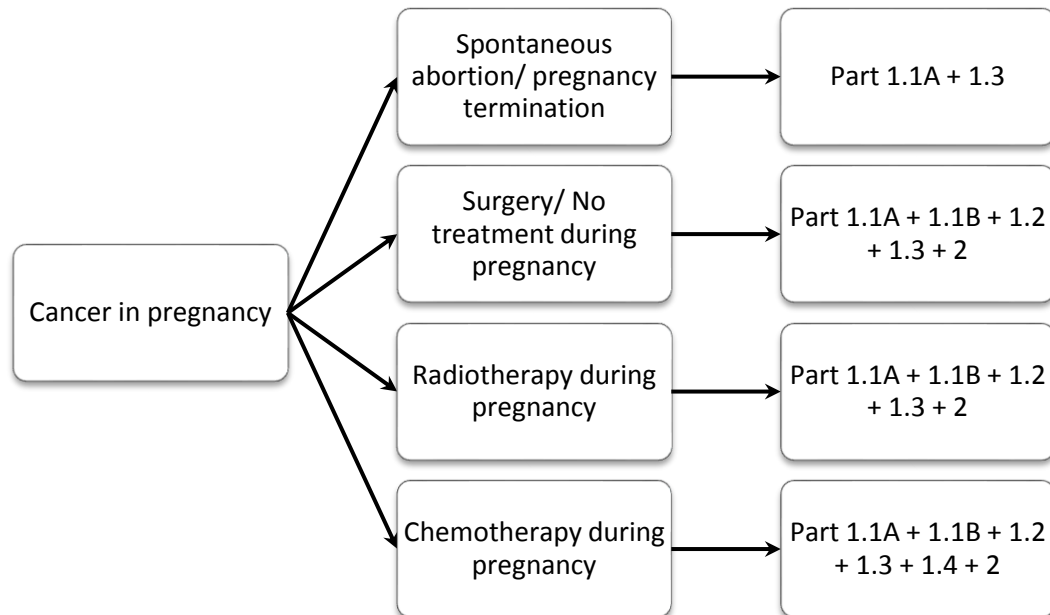 Cancer in pregnancy
Spontaneous
abortion/ pregnancy
termination
Part 1.1A + 1.3
Surgery/ No
treatment during
pregnancy
Part 1.1A + 1.1B + 1.2
+ 1.3 + 2
Radiotherapy during
pregnancy
Part 1.1A + 1.1B + 1.2
+ 1.3 + 2
Chemotherapy during
pregnancy
Part 1.1A + 1.1B + 1.2
+ 1.3 + 1.4 + 2